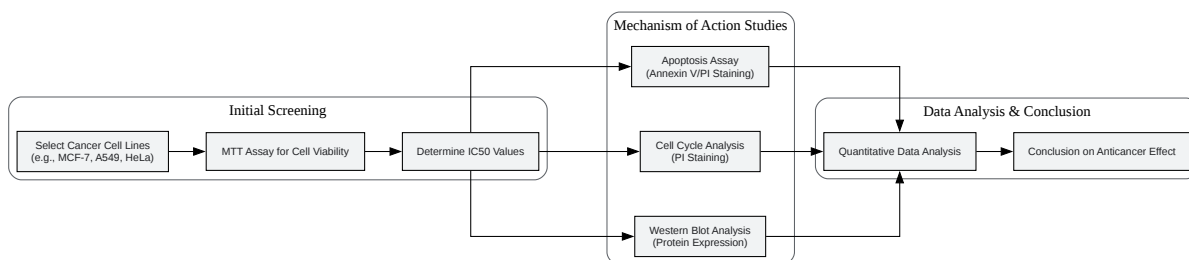 Initial Screening
Select Cancer Cell Lines
(e.g., MCF-7, A549, HeLa)
MTT Assay for Cell Viability
Determine IC50 Values
Mechanism of Action Studies
Apoptosis Assay
(Annexin V/PI Staining)
Cell Cycle Analysis
(PI Staining)
Western Blot Analysis
(Protein Expression)
Data Analysis & Conclusion
Quantitative Data Analysis
Conclusion on Anticancer Effect